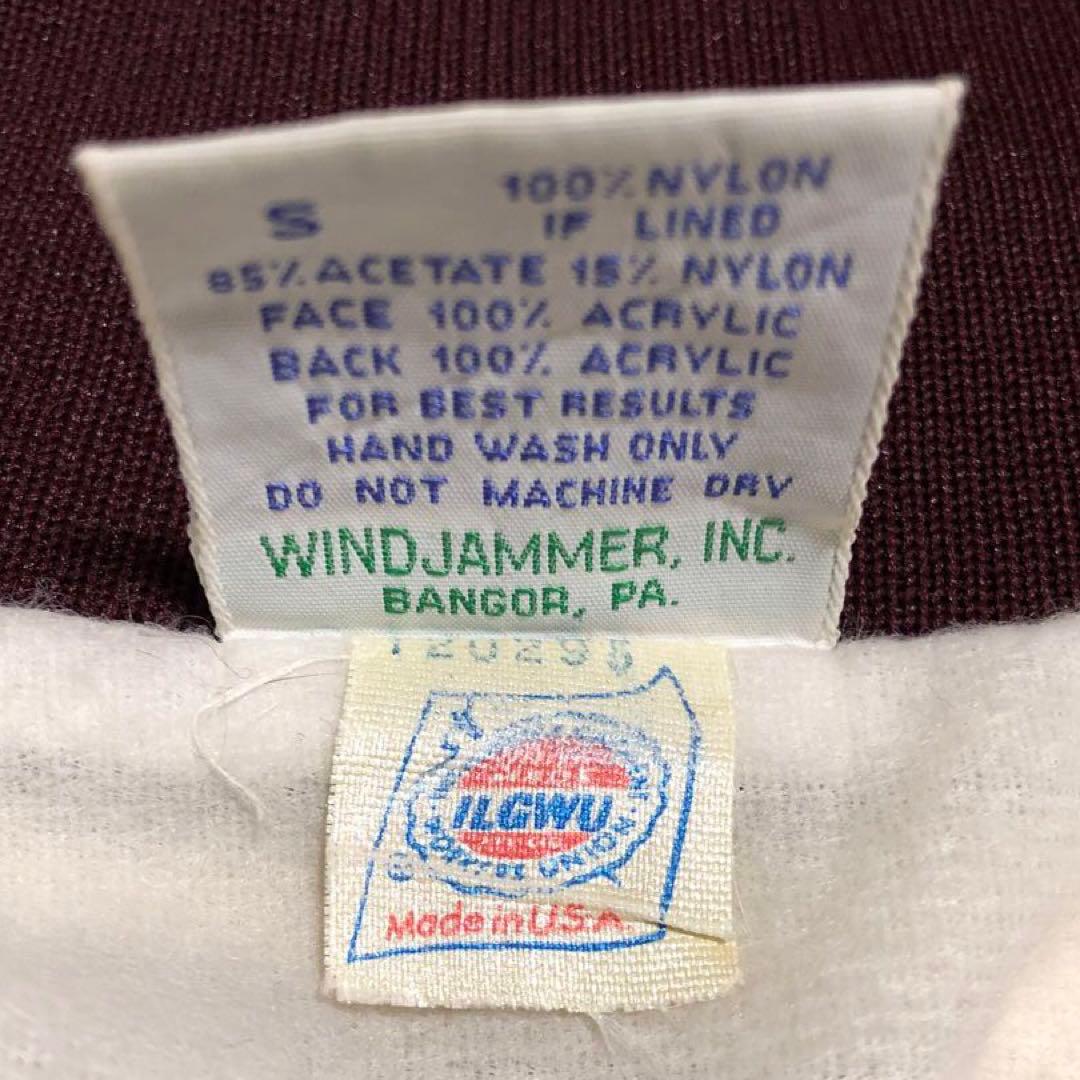 100% NYLON
S IF LINED
85% ACETATE 15% NYLON
FACE 100% ACRYLIC
BACK 100% ACRYLIC
FOR BEST RESULTS
HAND WASH ONLY
DO NOT MACHINE DRY
WINDJAMMER, INC.
BANGOR, PA.
ILGWU
UNION
®
Made in U.S.A.